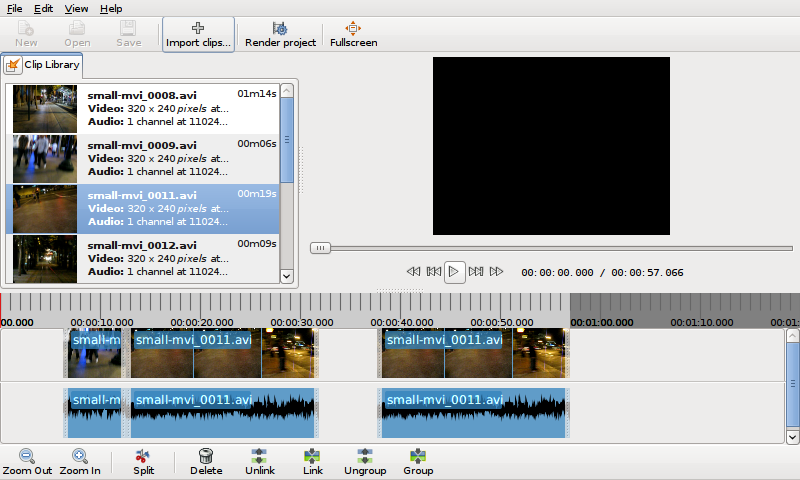 File Edit View Help
New Open Save Import clips... Render project Fullscreen
Clip Library
small-mvi_0008.avi 01m14s
Video: 320 x 240 pixels at...
Audio: 1 channel at 11024...
small-mvi_0009.avi 00m06s
Video: 320 x 240 pixels at...
Audio: 1 channel at 11024...
small-mvi_0011.avi 00m19s
Video: 320 x 240 pixels at...
Audio: 1 channel at 11024...
small-mvi_0012.avi 00m09s
Video: 320 x 240 pixels at...
Audio: 1 channel at 11024...
00:00:00.000 / 00:00:57.066
00.000 00:00:10.000 00:00:20.000 00:00:30.000 00:00:40.000 00:00:50.000 00:01:00.000 00:01:10.000 00:01:
small-m small-mvi_0011.avi small-mvi_0011.avi
small-m small-mvi_0011.avi small-mvi_0011.avi
Zoom Out Zoom In Split Delete Unlink Link Ungroup Group